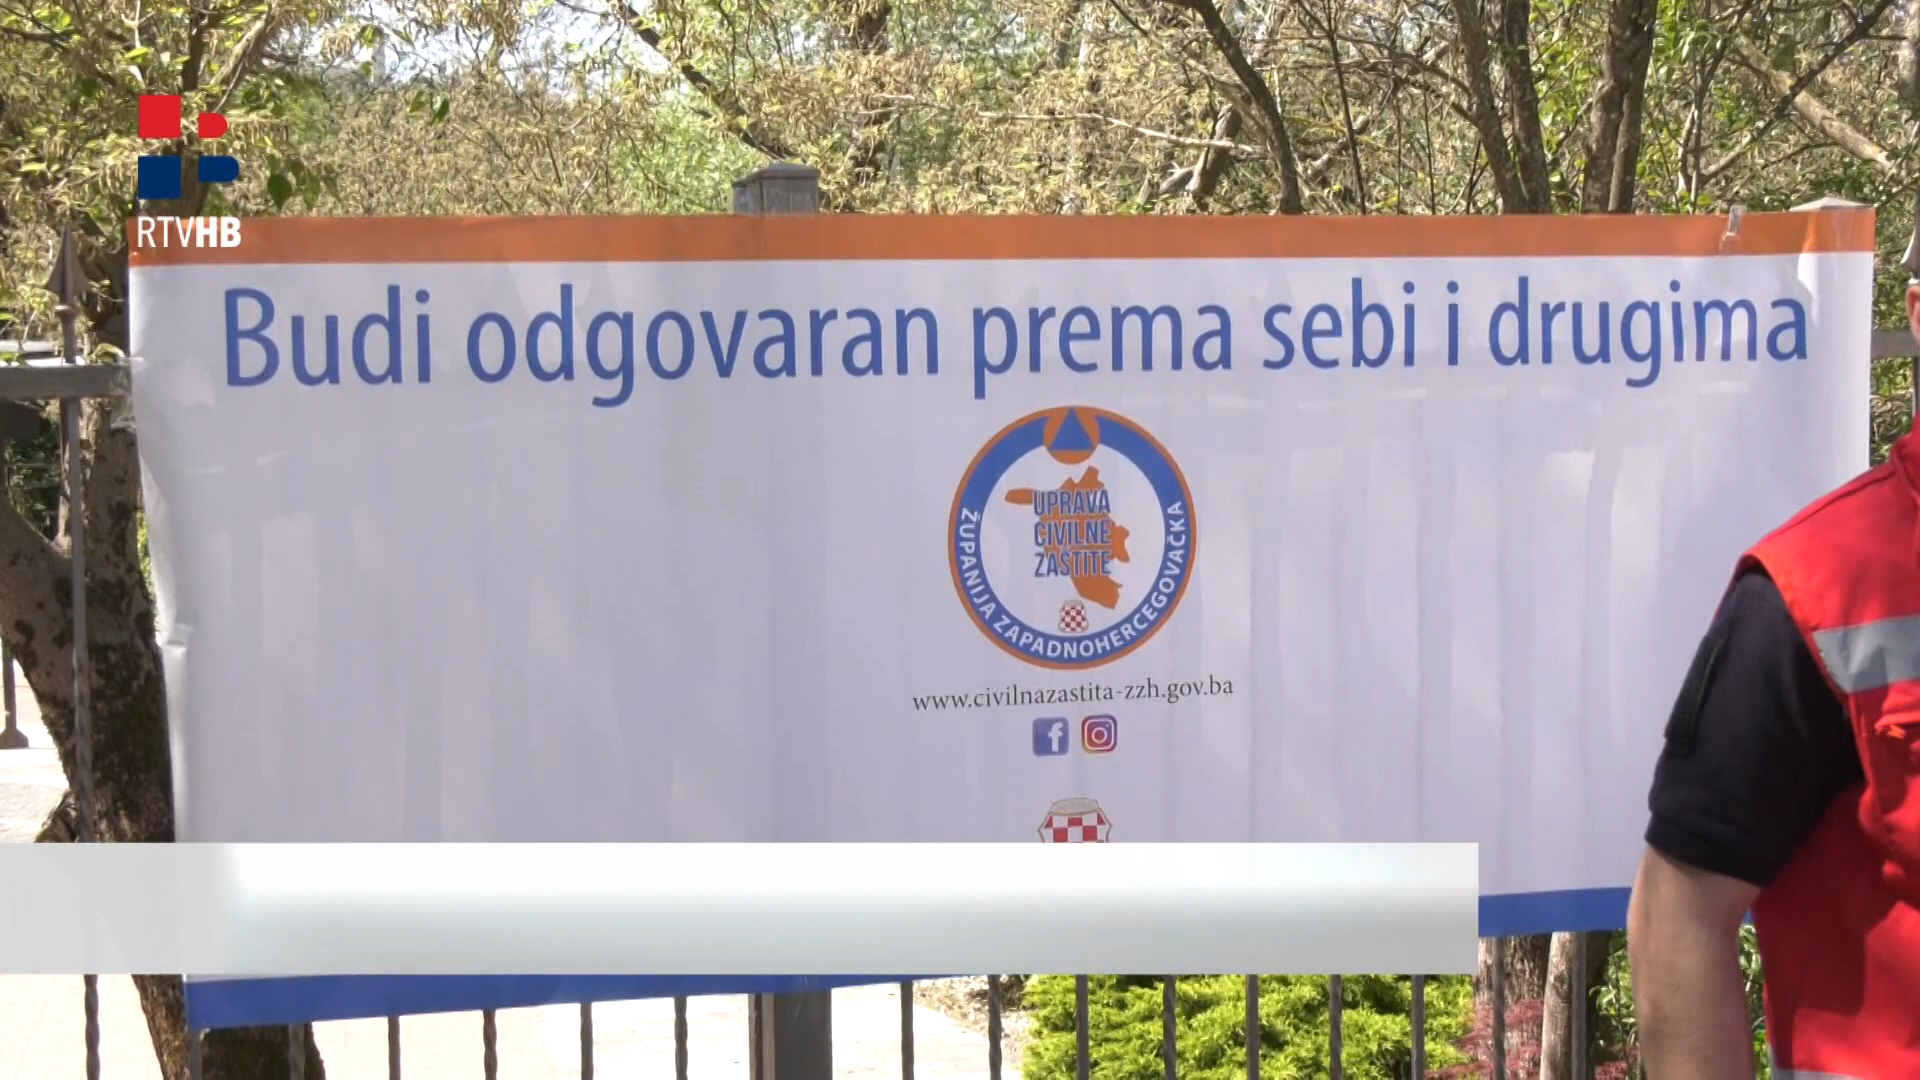 RTVHB
Budi odgovaran prema sebi i drugima
UPRAVA
CIVILNE
ZAŠTITE
ŽUPANIJA ZAPADNOHERCEGOVAČKA
www.civilnazastita-zzh.gov.ba